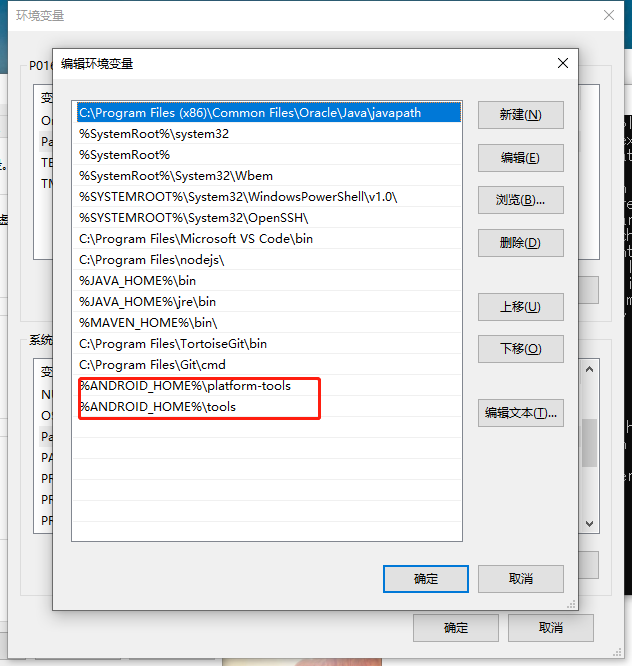 环境变量
编辑环境变量
C:\Program Files (x86)\Common Files\Oracle\Java\javapath
%SystemRoot%\system32
%SystemRoot%
%SystemRoot%\System32\Wbem
%SYSTEMROOT%\System32\WindowsPowerShell\v1.0\
%SYSTEMROOT%\System32\OpenSSH\
C:\Program Files\Microsoft VS Code\bin
C:\Program Files\nodejs\
%JAVA_HOME%\bin
%JAVA_HOME%\jre\bin
%MAVEN_HOME%\bin\
C:\Program Files\TortoiseGit\bin
C:\Program Files\Git\cmd
%ANDROID_HOME%\platform-tools
%ANDROID_HOME%\tools
新建(N)
编辑(E)
浏览(B)...
删除(D)
上移(U)
下移(O)
编辑文本(T)...
确定
取消
P016
变
Pa
TE
系统
变
Pa
PA
PR
PR
PR
确定
取消